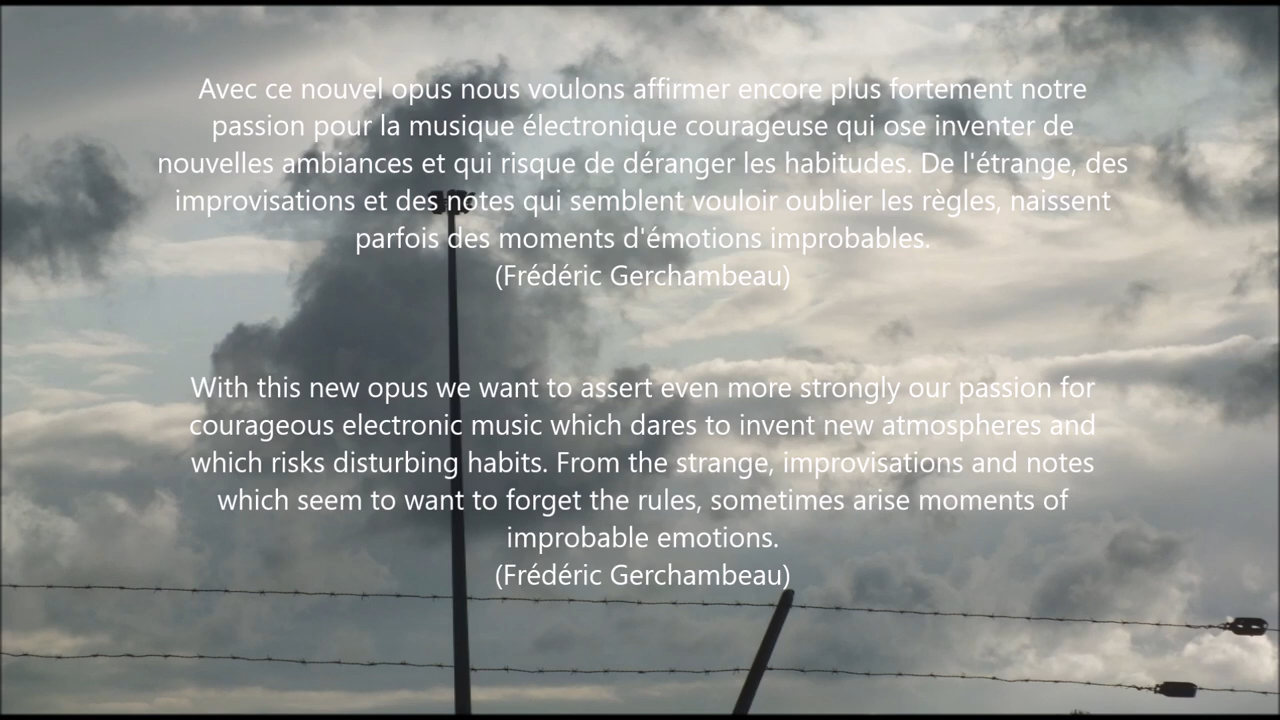 Avec ce nouvel opus nous voulons affirmer encore plus fortement notre
passion pour la musique électronique courageuse qui ose inventer de
nouvelles ambiances et qui risque de déranger les habitudes. De l'étrange, des
improvisations et des notes qui semblent vouloir oublier les règles, naissent
parfois des moments d'émotions improbables.
(Frédéric Gerchambeau)
With this new opus we want to assert even more strongly our passion for
courageous electronic music which dares to invent new atmospheres and
which risks disturbing habits. From the strange, improvisations and notes
which seem to want to forget the rules, sometimes arise moments of
improbable emotions.
(Frédéric Gerchambeau)